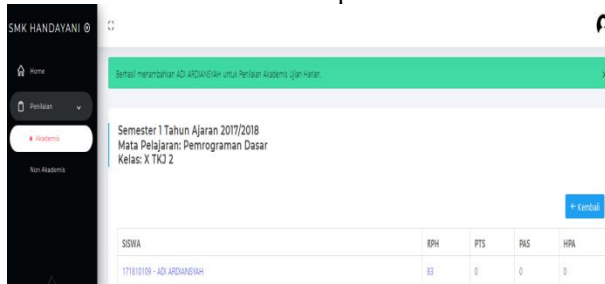 SMK HANDAYANI
Home
Berhasil menambahkan ADI ARDIANSYAH untuk Penilaian Akademis Ujian Harian.
Penilaian
Akademis
Non Akademis
Semester 1 Tahun Ajaran 2017/2018
Mata Pelajaran: Pemrograman Dasar
Kelas: X TKJ 2
← Kembali
SISWA RPH PTS PAS HPA
171810109 - ADI ARDIANSYAH 83 0 0 0